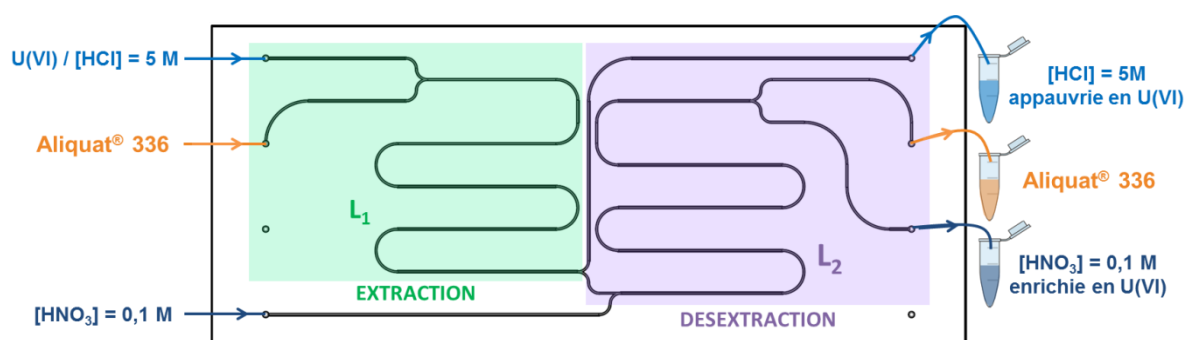 U(VI) / [HCl] = 5 M
Aliquat® 336
[HNO₃] = 0,1 M
L₁
EXTRACTION
L₂
DESEXTRACTION
[HCl] = 5M
appauvrie en U(VI)
Aliquat® 336
[HNO₃] = 0,1 M
enrichie en U(VI)